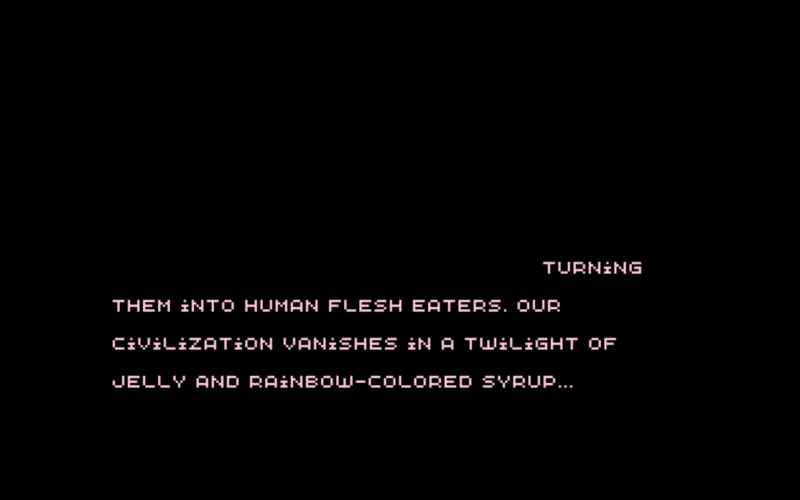 TURNiNG
THEM iNTO HUMAN FLESH EATERS. OUR
CiViLiZATiON VANiSHES iN A TWiLiGHT OF
JELLY AND RAiNBOW-COLORED SYRUP...